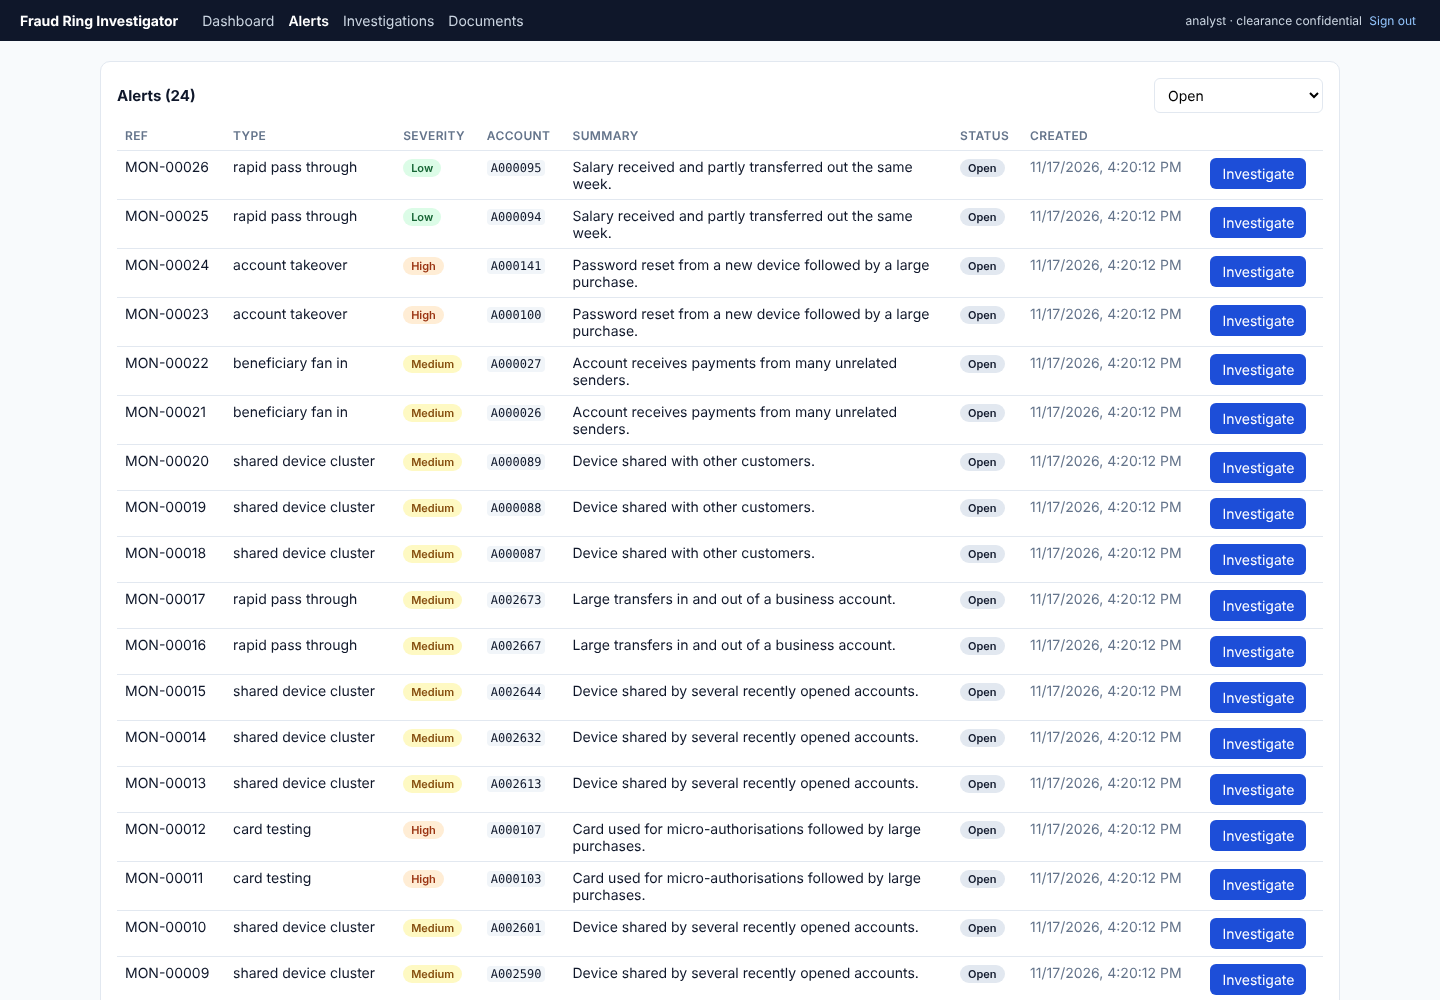 Fraud Ring Investigator Dashboard Alerts Investigations Documents analyst · clearance confidential Sign out
Alerts (24) Open
REF TYPE SEVERITY ACCOUNT SUMMARY STATUS CREATED
MON-00026 rapid pass through Low A000095 Salary received and partly transferred out the same Open 11/17/2026, 4:20:12 PM Investigate
week.
MON-00025 rapid pass through Low A000094 Salary received and partly transferred out the same Open 11/17/2026, 4:20:12 PM Investigate
week.
MON-00024 account takeover High A000141 Password reset from a new device followed by a large Open 11/17/2026, 4:20:12 PM Investigate
purchase.
MON-00023 account takeover High A000100 Password reset from a new device followed by a large Open 11/17/2026, 4:20:12 PM Investigate
purchase.
MON-00022 beneficiary fan in Medium A000027 Account receives payments from many unrelated Open 11/17/2026, 4:20:12 PM Investigate
senders.
MON-00021 beneficiary fan in Medium A000026 Account receives payments from many unrelated Open 11/17/2026, 4:20:12 PM Investigate
senders.
MON-00020 shared device cluster Medium A000089 Device shared with other customers. Open 11/17/2026, 4:20:12 PM Investigate
MON-00019 shared device cluster Medium A000088 Device shared with other customers. Open 11/17/2026, 4:20:12 PM Investigate
MON-00018 shared device cluster Medium A000087 Device shared with other customers. Open 11/17/2026, 4:20:12 PM Investigate
MON-00017 rapid pass through Medium A002673 Large transfers in and out of a business account. Open 11/17/2026, 4:20:12 PM Investigate
MON-00016 rapid pass through Medium A002667 Large transfers in and out of a business account. Open 11/17/2026, 4:20:12 PM Investigate
MON-00015 shared device cluster Medium A002644 Device shared by several recently opened accounts. Open 11/17/2026, 4:20:12 PM Investigate
MON-00014 shared device cluster Medium A002632 Device shared by several recently opened accounts. Open 11/17/2026, 4:20:12 PM Investigate
MON-00013 shared device cluster Medium A002613 Device shared by several recently opened accounts. Open 11/17/2026, 4:20:12 PM Investigate
MON-00012 card testing High A000107 Card used for micro-authorisations followed by large Open 11/17/2026, 4:20:12 PM Investigate
purchases.
MON-00011 card testing High A000103 Card used for micro-authorisations followed by large Open 11/17/2026, 4:20:12 PM Investigate
purchases.
MON-00010 shared device cluster Medium A002601 Device shared by several recently opened accounts. Open 11/17/2026, 4:20:12 PM Investigate
MON-00009 shared device cluster Medium A002590 Device shared by several recently opened accounts. Open 11/17/2026, 4:20:12 PM Investigate